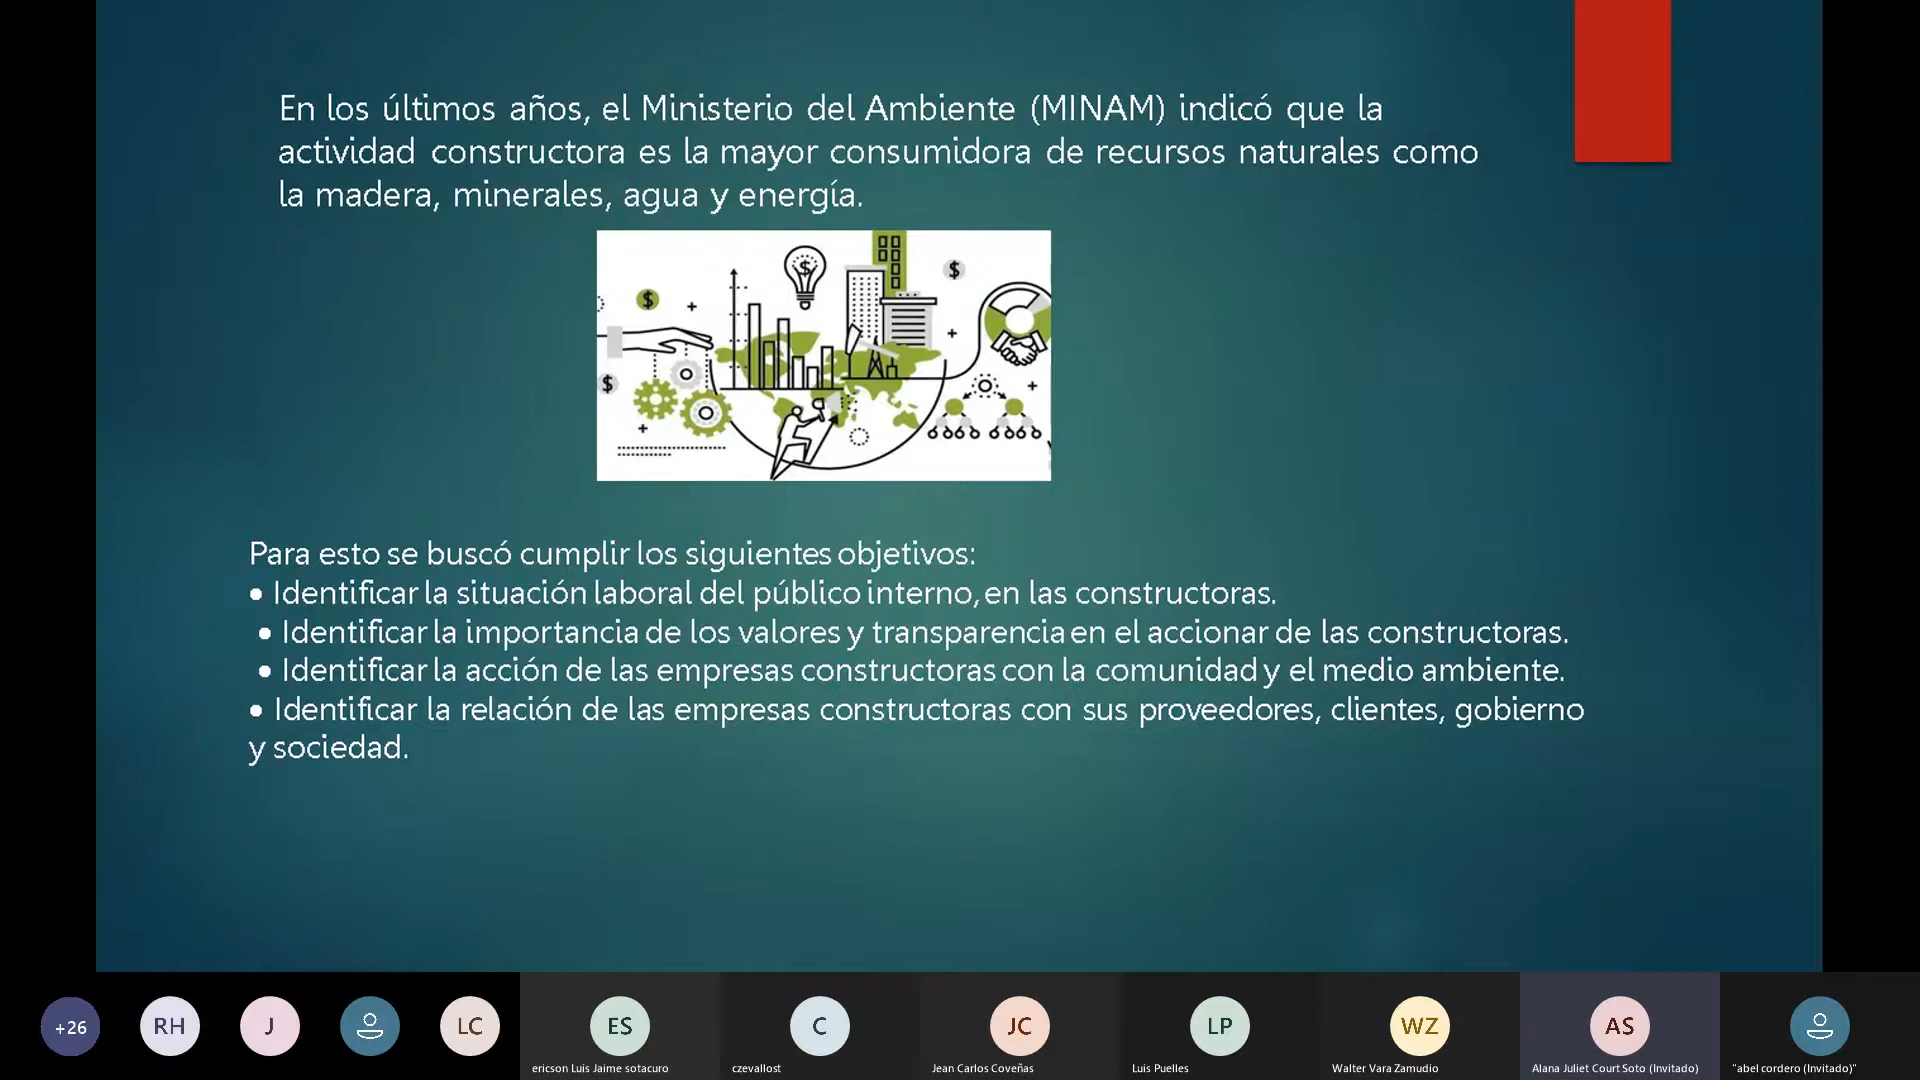 En los últimos años, el Ministerio del Ambiente (MINAM) indicó que la
actividad constructora es la mayor consumidora de recursos naturales como
la madera, minerales, agua y energía.
$
$
$
$
Para esto se buscó cumplir los siguientes objetivos:
• Identificar la situación laboral del público interno, en las constructoras.
• Identificar la importancia de los valores y transparencia en el accionar de las constructoras.
• Identificar la acción de las empresas constructoras con la comunidad y el medio ambiente.
• Identificar la relación de las empresas constructoras con sus proveedores, clientes, gobierno
y sociedad.
+26 RH J LC ES C JC LP WZ AS
ericson Luis Jaime sotacuro czevallost Jean Carlos Coveñas Luis Puelles Walter Vara Zamudio Alana Juliet Court Soto (Invitado) "abel cordero (Invitado)"